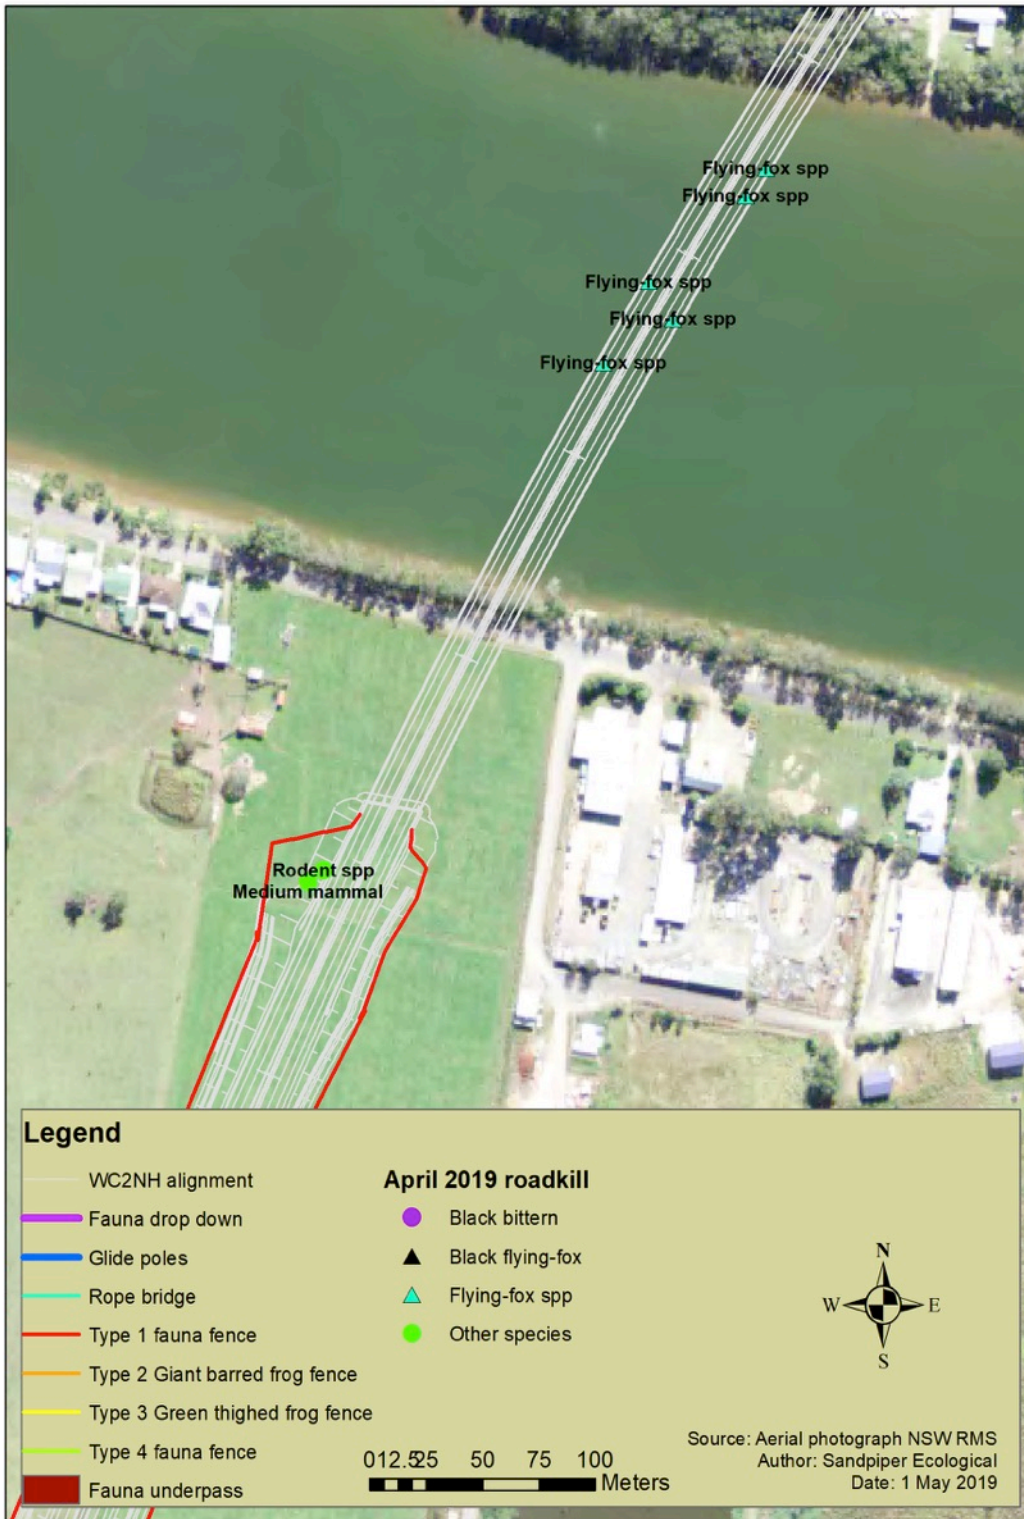 Flying-fox spp
Flying-fox spp
Flying-fox spp
Flying-fox spp
Flying-fox spp
Rodent spp
Medium mammal
Legend
WC2NH alignment
Fauna drop down
Glide poles
Rope bridge
Type 1 fauna fence
Type 2 Giant barred frog fence
Type 3 Green thighed frog fence
Type 4 fauna fence
Fauna underpass
April 2019 roadkill
Black bittern
Black flying-fox
Flying-fox spp
Other species
N
W E
S
0 12.5 25 50 75 100
Meters
Source: Aerial photograph NSW RMS
Author: Sandpiper Ecological
Date: 1 May 2019